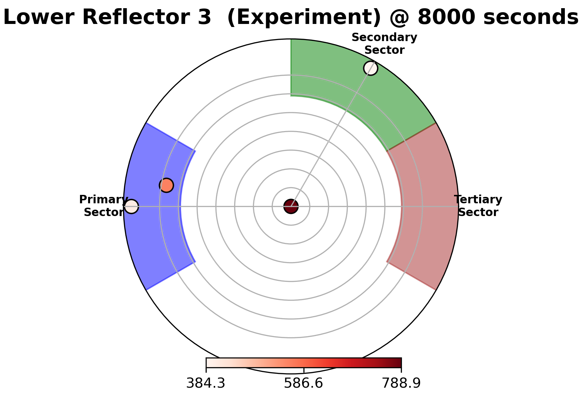 Lower Reflector 3  (Experiment) @ 8000 seconds
Secondary
Sector
Primary
Sector
Tertiary
Sector
384.3
586.6
788.9